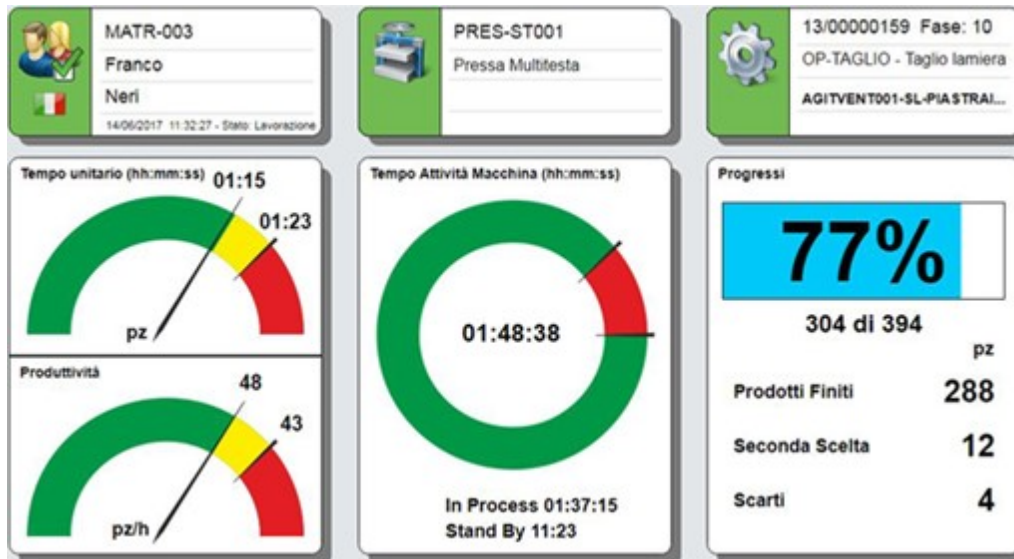 MATR-003
Franco
Neri
14/06/2017 11:32:27 - Stato: Lavorazione
PRES-ST001
Pressa Multitesta
13/00000159 Fase: 10
OP-TAGLIO - Taglio lamiera
AGITVENT001-SL-PIASTRAI...
Tempo unitario (hh:mm:ss)
01:15
01:23
pz
Produttività
48
43
pz/h
Tempo Attività Macchina (hh:mm:ss)
01:48:38
In Process 01:37:15
Stand By 11:23
Progressi
77%
304 di 394
pz
Prodotti Finiti 288
Seconda Scelta 12
Scarti 4